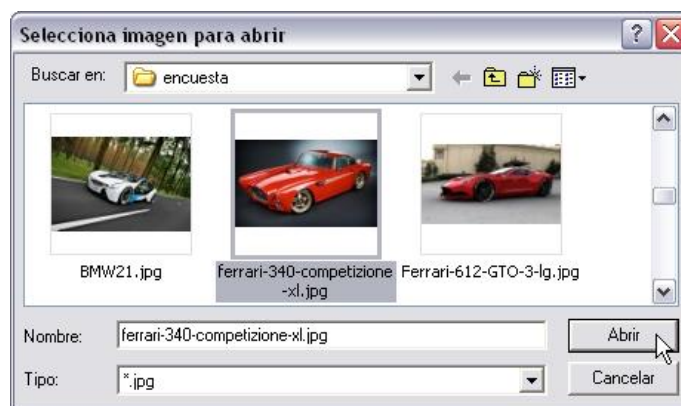 Selecciona imagen para abrir
?
Buscar en:
encuesta
BMW21.jpg
ferrari-340-competizione
-xl.jpg
Ferrari-612-GTO-3-lg.jpg
Nombre:
ferrari-340-competizione-xl.jpg
Abrir
Tipo:
*.jpg
Cancelar